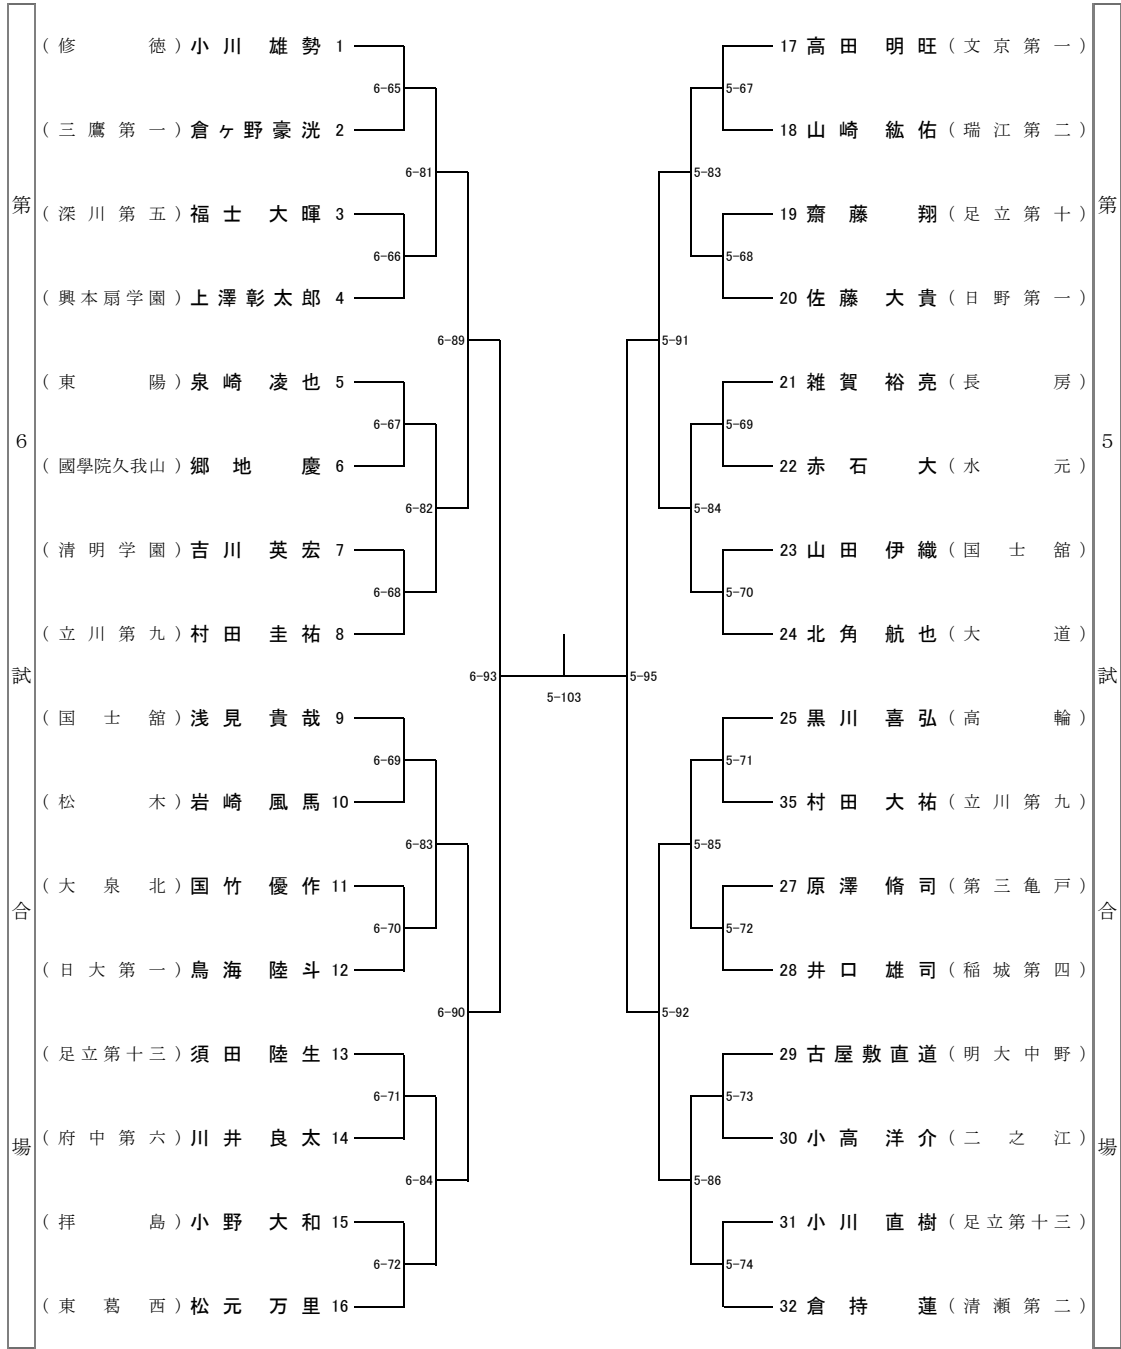 第6試合場
(修徳)小川雄勢 1
6-65
(三鷹第一)倉ヶ野豪洸 2
6-81
(深川第五)福士大暉 3
6-66
(興本扇学園)上澤彰太郎 4
6-89
(東陽)泉崎凌也 5
6-67
(國學院久我山)郷地慶 6
6-82
(清明学園)吉川英宏 7
6-68
(立川第九)村田圭祐 8
6-93
(国士舘)浅見貴哉 9
6-69
(松木)岩崎風馬 10
6-83
(大泉北)国竹優作 11
6-70
(日大第一)鳥海陸斗 12
6-90
(足立第十三)須田陸生 13
6-71
(府中第六)川井良太 14
6-84
(拝島)小野大和 15
6-72
(東葛西)松元万里 16
5-103
17 高田明旺(文京第一)
5-67
18 山崎紘佑(瑞江第二)
5-83
19 齋藤翔(足立第十)
5-68
20 佐藤大貴(日野第一)
5-91
21 雑賀裕亮(長房)
5-69
22 赤石大(水元)
5-84
23 山田伊織(国士舘)
5-70
24 北角航也(大道)
5-95
25 黒川喜弘(高輪)
5-71
35 村田大祐(立川第九)
5-85
27 原澤脩司(第三亀戸)
5-72
28 井口雄司(稲城第四)
5-92
29 古屋敷直道(明大中野)
5-73
30 小高洋介(二之江)
5-86
31 小川直樹(足立第十三)
5-74
32 倉持蓮(清瀬第二)
第5試合場